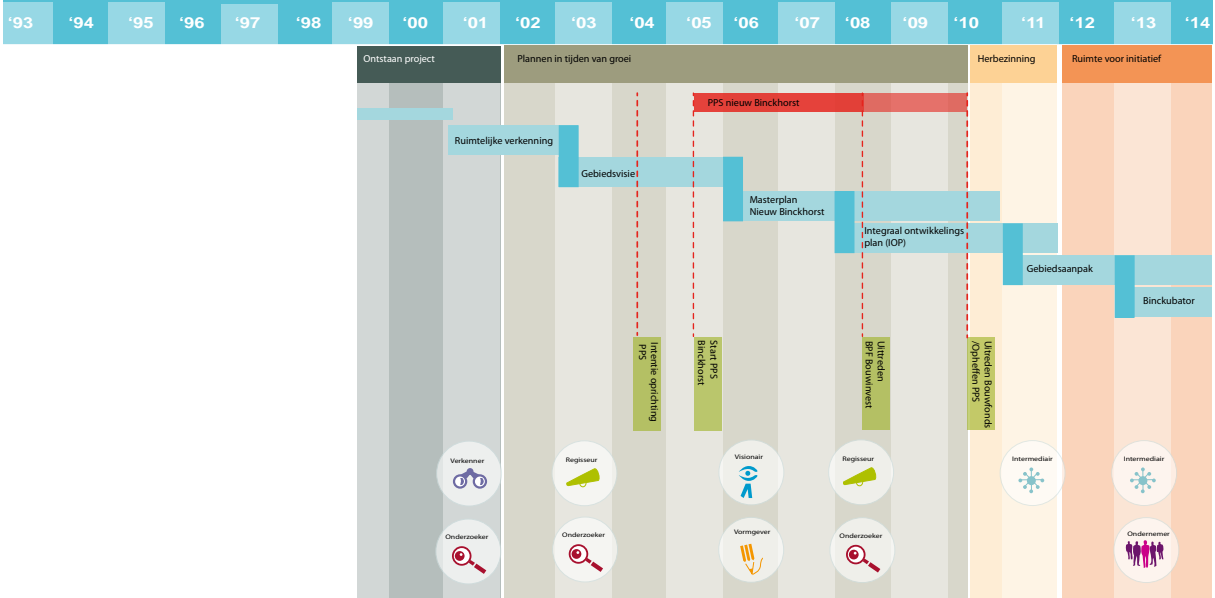 ‘93 ‘94 ‘95 ‘96 ‘97 ‘98 ‘99 ‘00 ‘01 ‘02 ‘03 ‘04 ‘05 ‘06 ‘07 ‘08 ‘09 ‘10 ‘11 ‘12 ‘13 ‘14
Ontstaan project
Plannen in tijden van groei
Herbezinning
Ruimte voor initiatief
PPS nieuw Binckhorst
Ruimtelijke verkenning
Gebiedsvisie
Masterplan
Nieuw Binckhorst
Integraal ontwikkelings
plan (IOP)
Gebiedsaanpak
Binckubator
Intentie oprichting
PPS
Start PPS
Binckhorst
Uittreden
BPF Bouwinvest
Uitreden Bouwfonds
/Opheffen PPS
Verkenner
Regisseur
Visionair
Regisseur
Intermediair
Intermediair
Onderzoeker
Onderzoeker
Vormgever
Onderzoeker
Ondernemer